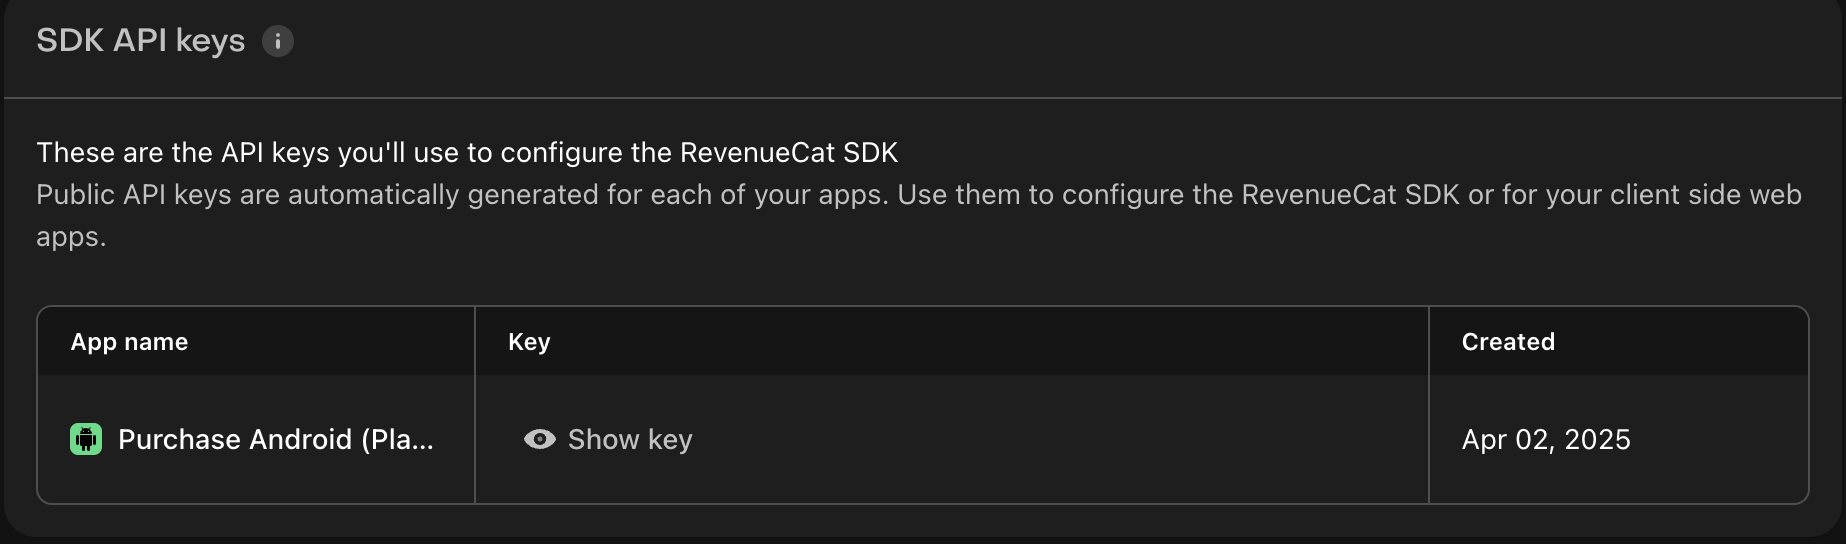 SDK API keys
These are the API keys you'll use to configure the RevenueCat SDK
Public API keys are automatically generated for each of your apps. Use them to configure the RevenueCat SDK or for your client side web
apps.
App name
Key
Created
Purchase Android (Pla...
Show key
Apr 02, 2025